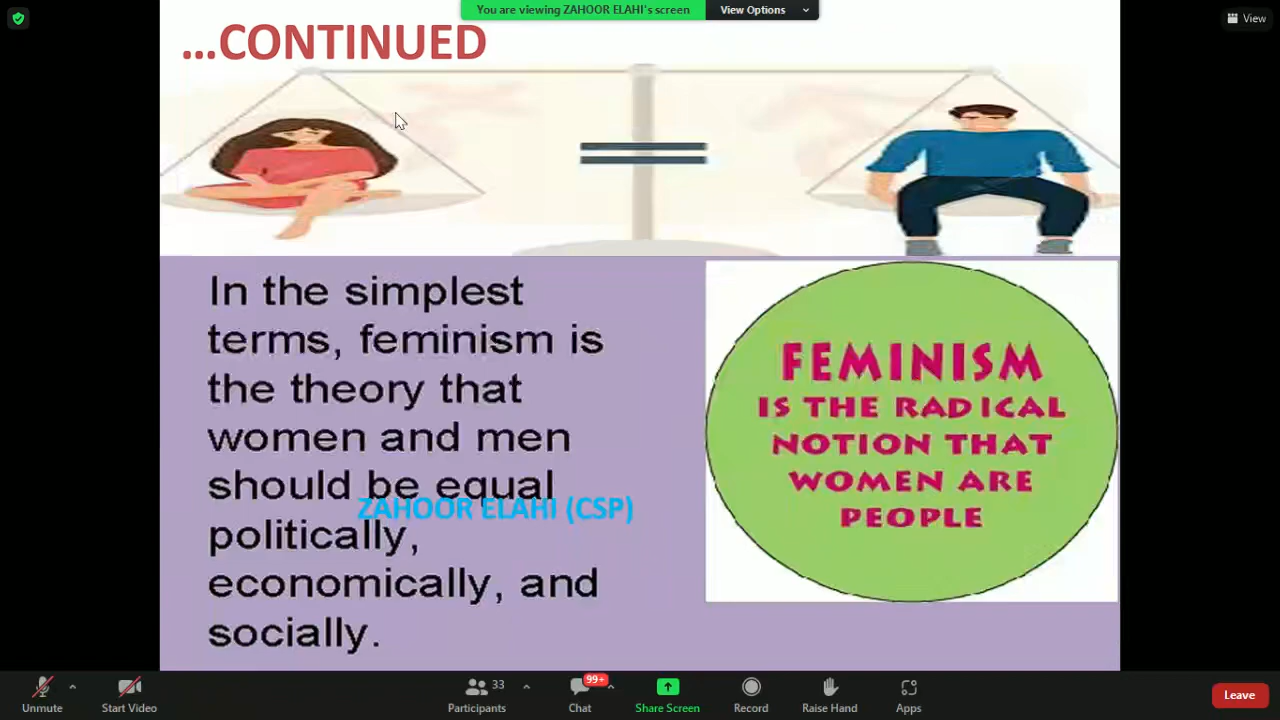 You are viewing ZAHOOR ELAHI's screen
View Options
View
...CONTINUED
In the simplest
terms, feminism is
the theory that
women and men
should be equal
politically,
economically, and
socially.
ZAHOOR ELAHI (CSP)
FEMINISM
IS THE RADICAL
NOTION THAT
WOMEN ARE
PEOPLE
Unmute
Start Video
33
Participants
99+
Chat
Share Screen
Record
Raise Hand
Apps
Leave